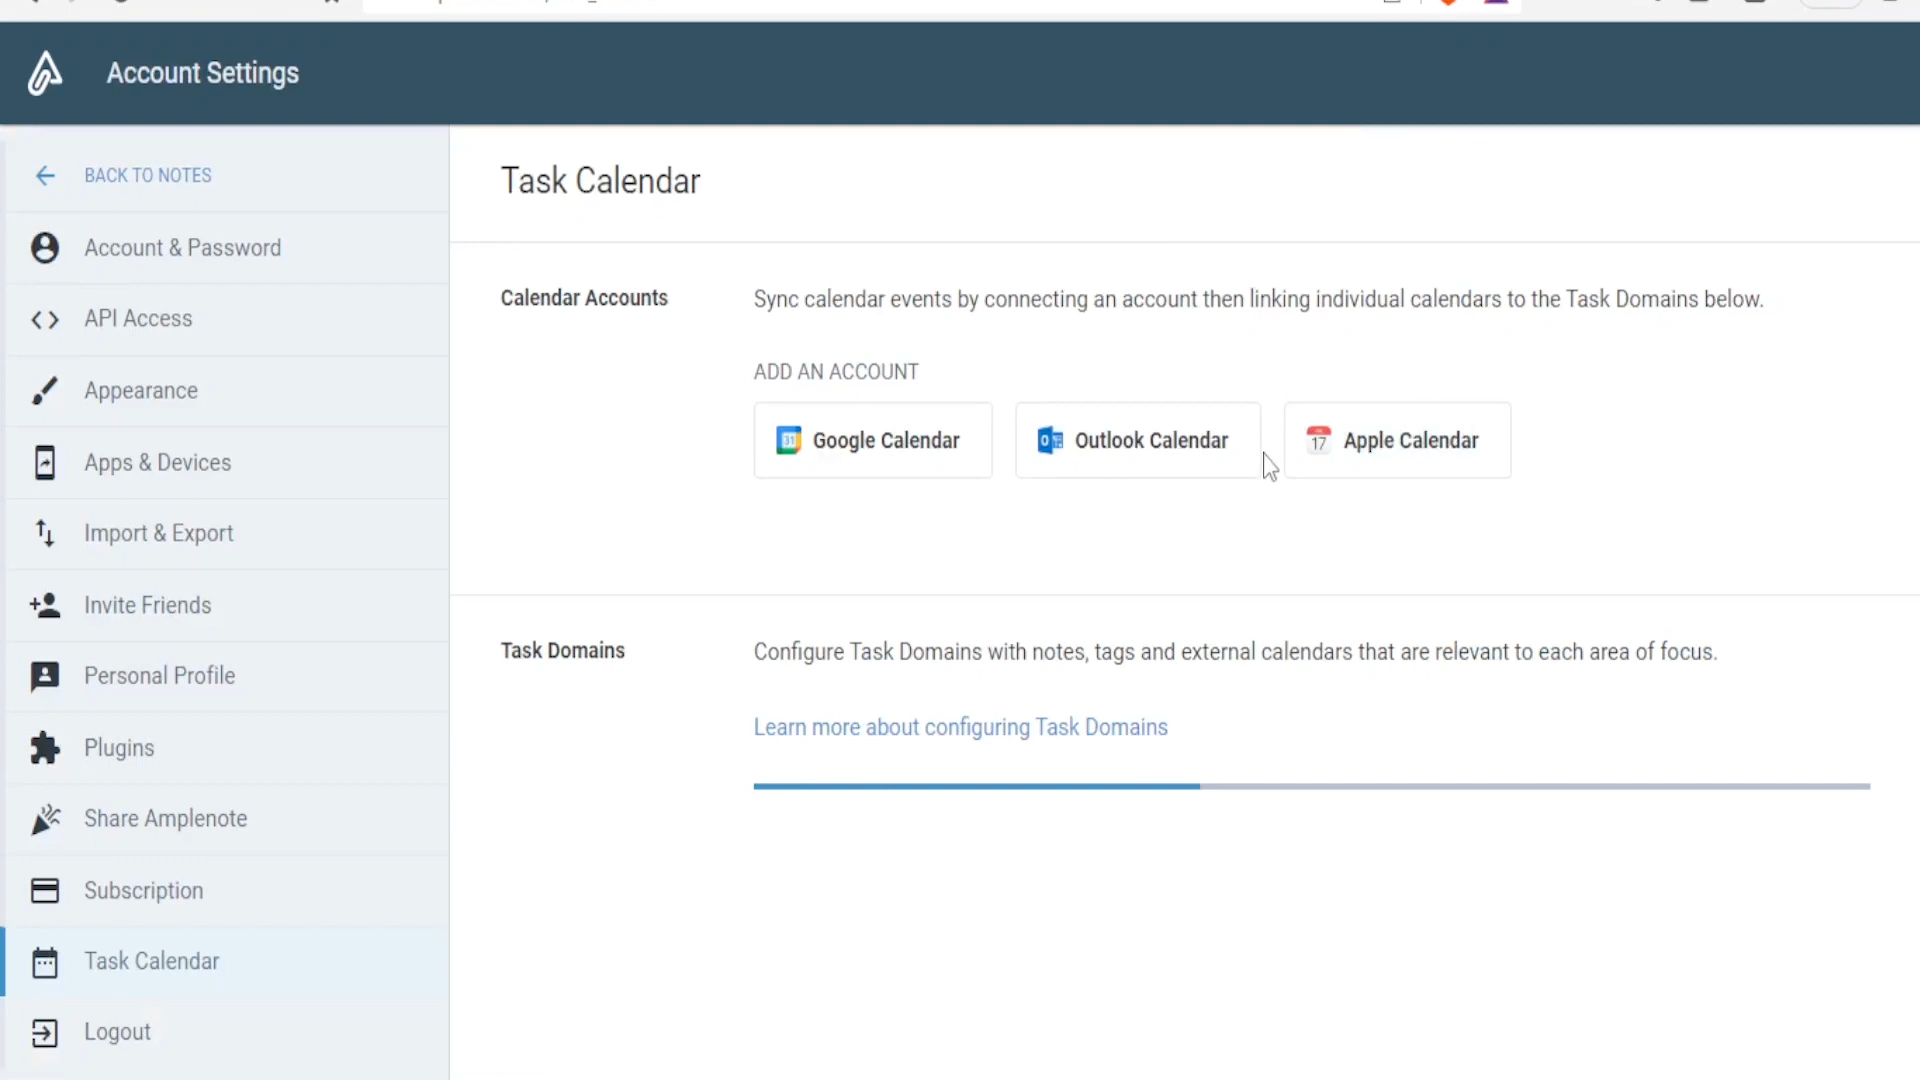 Account Settings
BACK TO NOTES
Account & Password
API Access
Appearance
Apps & Devices
Import & Export
Invite Friends
Personal Profile
Plugins
Share Amplenote
Subscription
Task Calendar
Logout
Task Calendar
Calendar Accounts
Sync calendar events by connecting an account then linking individual calendars to the Task Domains below.
ADD AN ACCOUNT
31 Google Calendar
Outlook Calendar
17 Apple Calendar
Task Domains
Configure Task Domains with notes, tags and external calendars that are relevant to each area of focus.
Learn more about configuring Task Domains